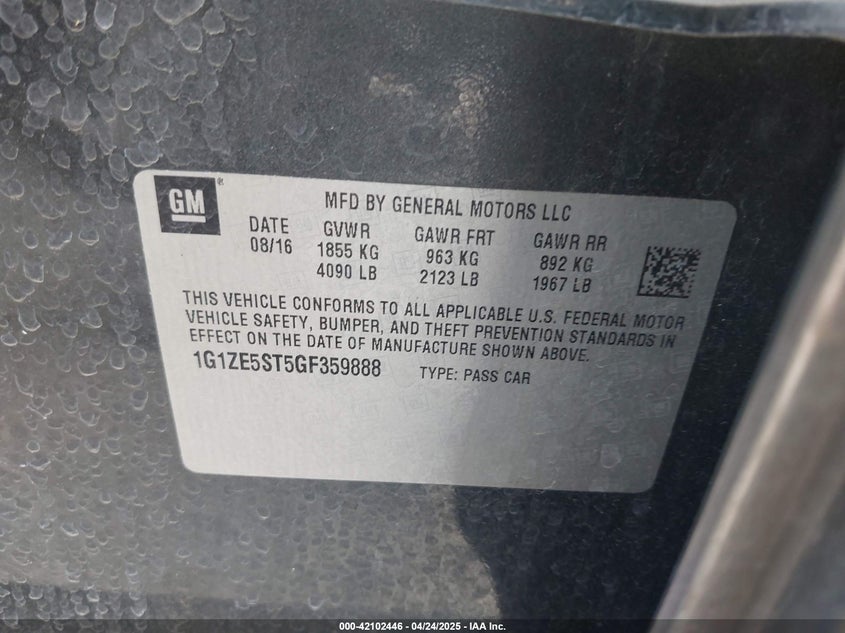 GM
MFD BY GENERAL MOTORS LLC
DATE GVWR GAWR FRT GAWR RR
08/16 1855 KG 963 KG 892 KG
4090 LB 2123 LB 1967 LB
THIS VEHICLE CONFORMS TO ALL APPLICABLE U.S. FEDERAL MOTOR
VEHICLE SAFETY, BUMPER, AND THEFT PREVENTION STANDARDS IN
EFFECT ON THE DATE OF MANUFACTURE SHOWN ABOVE.
1G1ZE5ST5GF359888 TYPE: PASS CAR
000-42102446 - 04/24/2025 - IAA Inc.